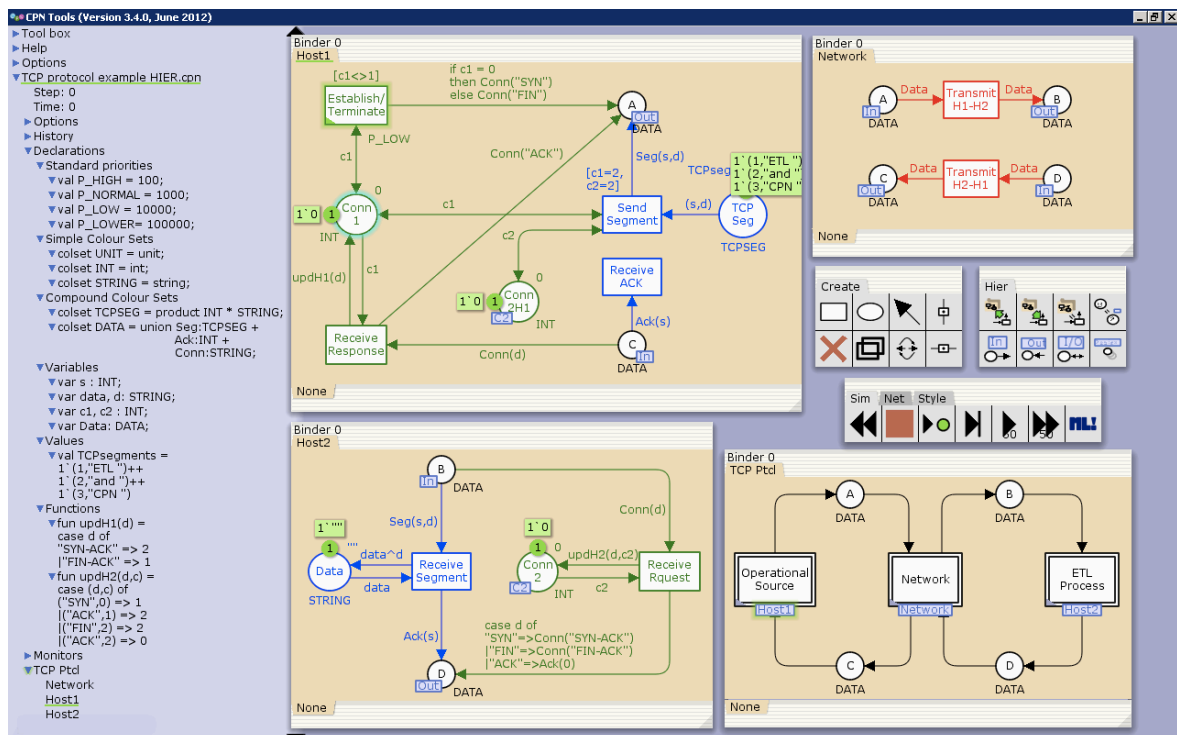 CPN Tools (Version 3.4.0, June 2012)
Tool box
Help
Options
TCP protocol example HIER.cpn
Step: 0
Time: 0
Options
History
Declarations
Standard priorities
val P_HIGH = 100;
val P_NORMAL = 1000;
val P_LOW = 10000;
val P_LOWER= 100000;
Simple Colour Sets
colset UNIT = unit;
colset INT = int;
colset STRING = string;
Compound Colour Sets
colset TCPSEG = product INT * STRING;
colset DATA = union Seg:TCPSEG +
Ack:INT +
Conn:STRING;
Variables
var s : INT;
var data, d: STRING;
var c1, c2 : INT;
var Data: DATA;
Values
val TCPsegments =
1`(1,"ETL ")++
1`(2,"and ")++
1`(3,"CPN ")
Functions
fun updH1(d) =
case d of
"SYN-ACK" => 2
|"FIN-ACK" => 1
fun updH2(d,c) =
case (d,c) of
("SYN",0) => 1
|("ACK",1) => 2
|("FIN",2) => 2
|("ACK",2) => 0
Monitors
TCP Ptcl
Network
Host1
Host2
Binder 0
Host1
[c1<>1]
Establish/
Terminate
P_LOW
if c1 = 0
then Conn("SYN")
else Conn("FIN")
A
Out
DATA
c1
Conn("ACK")
Seg(s,d)
[c1=2,
c2=2]
TCPseg
1`(1,"ETL ")
1`(2,"and ")
1`(3,"CPN ")
0
1`0
1
Conn
1
INT
c1
Send
Segment
(s,d)
TCP
Seg
TCPSEG
c2
updH1(d)
c1
0
1`0
1
Conn
2H1
C2
INT
Receive
ACK
Ack(s)
Receive
Response
Conn(d)
C
In
DATA
None
Binder 0
Network
A
In
DATA
Data
Transmit
H1-H2
Data
B
Out
DATA
C
Out
DATA
Data
Transmit
H2-H1
Data
D
In
DATA
None
Create
Hier
In
Out
I/O
Sim
Net
Style
60
50
ML!
Binder 0
Host2
B
In
DATA
Seg(s,d)
Conn(d)
1`""
1
""
Data
STRING
data^d
data
Receive
Segment
1`0
1
0
Conn
2
C2
INT
updH2(d,c2)
c2
Receive
Rquest
Ack(s)
case d of
"SYN"=>Conn("SYN-ACK")
|"FIN"=>Conn("FIN-ACK")
|"ACK"=>Ack(0)
D
Out
DATA
None
Binder 0
TCP Ptcl
A
DATA
B
DATA
Operational
Source
Host1
Network
Network
ETL
Process
Host2
C
DATA
D
DATA
None